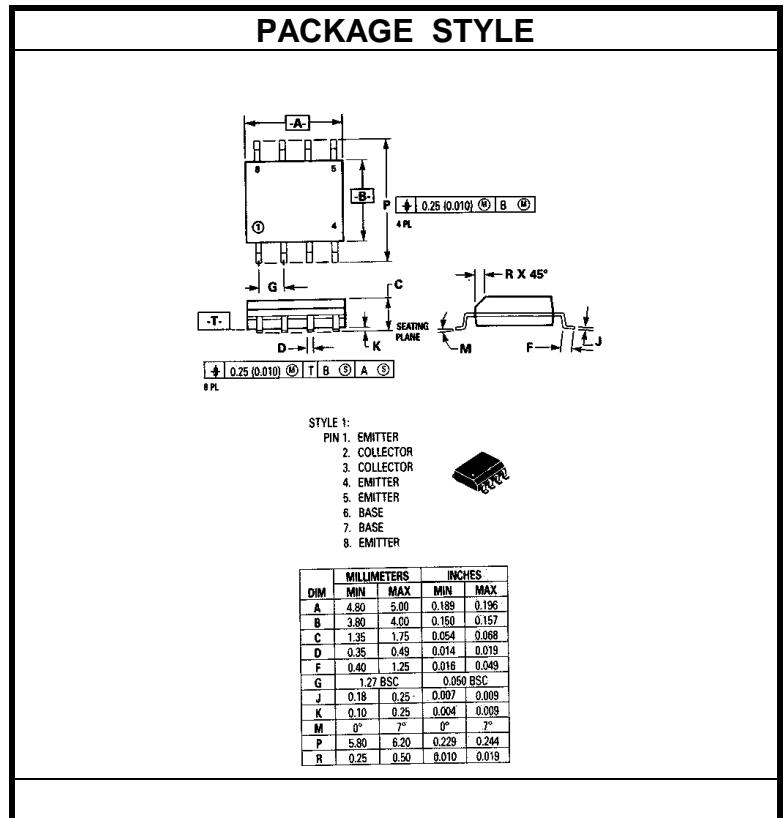 PACKAGE STYLE
-A-
8 5
-B-
P
⌖ 0.25 (0.010) Ⓜ B Ⓜ
4 PL
① 4
G
C
R X 45°
-T-
SEATING
PLANE
D
K
M
F
J
⌖ 0.25 (0.010) Ⓜ T B Ⓢ A Ⓢ
8 PL
STYLE 1:
PIN 1. EMITTER
2. COLLECTOR
3. COLLECTOR
4. EMITTER
5. EMITTER
6. BASE
7. BASE
8. EMITTER
MILLIMETERS INCHES
DIM MIN MAX MIN MAX
A 4.80 5.00 0.189 0.196
B 3.80 4.00 0.150 0.157
C 1.35 1.75 0.054 0.068
D 0.35 0.49 0.014 0.019
F 0.40 1.25 0.016 0.049
G 1.27 BSC 0.050 BSC
J 0.18 0.25 0.007 0.009
K 0.10 0.25 0.004 0.009
M 0° 7° 0° 7°
P 5.80 6.20 0.229 0.244
R 0.25 0.50 0.010 0.019